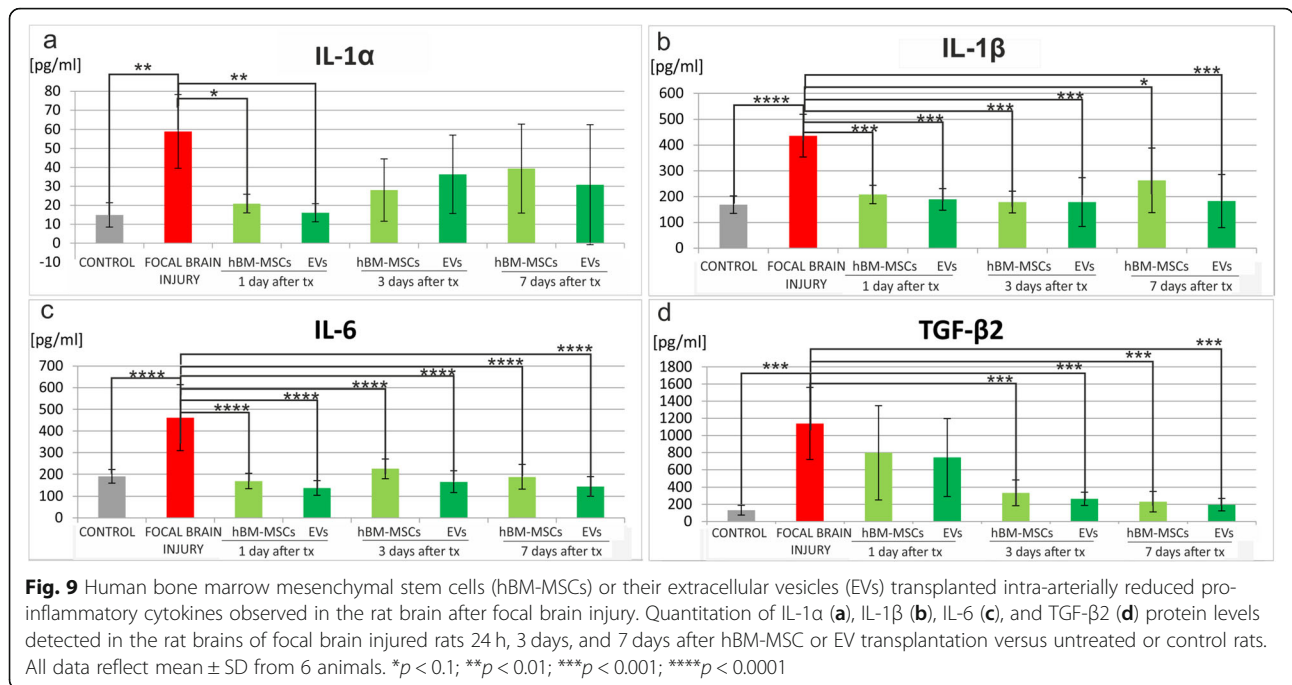 a
IL-1α
[pg/ml]
**
**
*
80
70
60
50
40
30
20
10
0
-10
CONTROL FOCAL BRAIN INJURY hBM-MSCs EVs hBM-MSCs EVs hBM-MSCs EVs
1 day after tx 3 days after tx 7 days after tx
b
IL-1β
[pg/ml]
***
*
***
***
***
***
****
600
500
400
300
200
100
0
CONTROL FOCAL BRAIN INJURY hBM-MSCs EVs hBM-MSCs EVs hBM-MSCs EVs
1 day after tx 3 days after tx 7 days after tx
c
IL-6
[pg/ml]
****
****
****
****
****
****
****
700
600
500
400
300
200
100
0
CONTROL FOCAL BRAIN INJURY hBM-MSCs EVs hBM-MSCs EVs hBM-MSCs EVs
1 day after tx 3 days after tx 7 days after tx
d
TGF-β2
[pg/ml]
***
***
***
***
***
1800
1600
1400
1200
1000
800
600
400
200
0
CONTROL FOCAL BRAIN INJURY hBM-MSCs EVs hBM-MSCs EVs hBM-MSCs EVs
1 day after tx 3 days after tx 7 days after tx
Fig. 9 Human bone marrow mesenchymal stem cells (hBM-MSCs) or their extracellular vesicles (EVs) transplanted intra-arterially reduced pro-
inflammatory cytokines observed in the rat brain after focal brain injury. Quantitation of IL-1α (a), IL-1β (b), IL-6 (c), and TGF-β2 (d) protein levels
detected in the rat brains of focal brain injured rats 24 h, 3 days, and 7 days after hBM-MSC or EV transplantation versus untreated or control rats.
All data reflect mean ± SD from 6 animals. *p < 0.1; **p < 0.01; ***p < 0.001; ****p < 0.0001